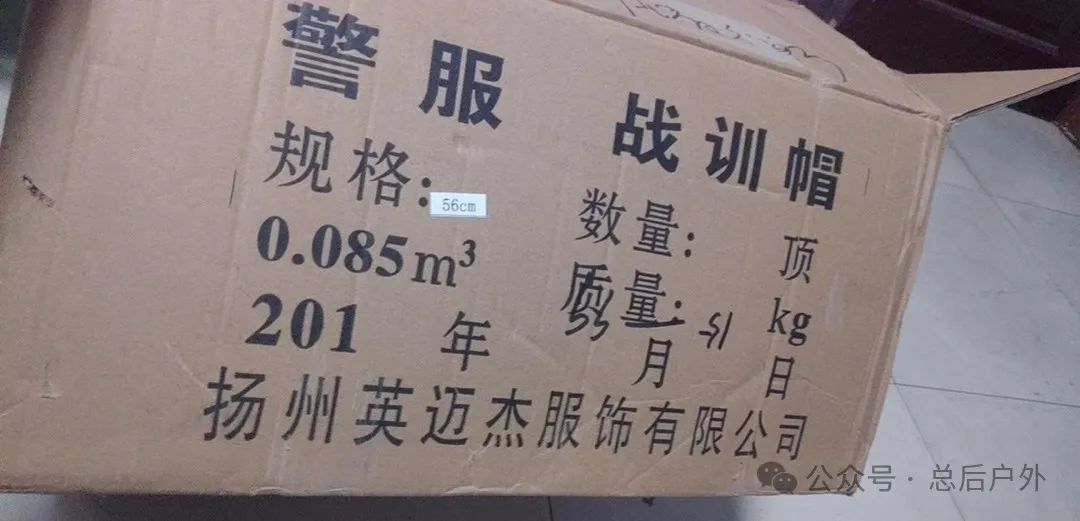 警服 战训帽
规格: 56cm 数量: 顶
0.085m³ 质量: kg
201 年 月 日
扬州英迈杰服饰有限公司
公众号·总后户外